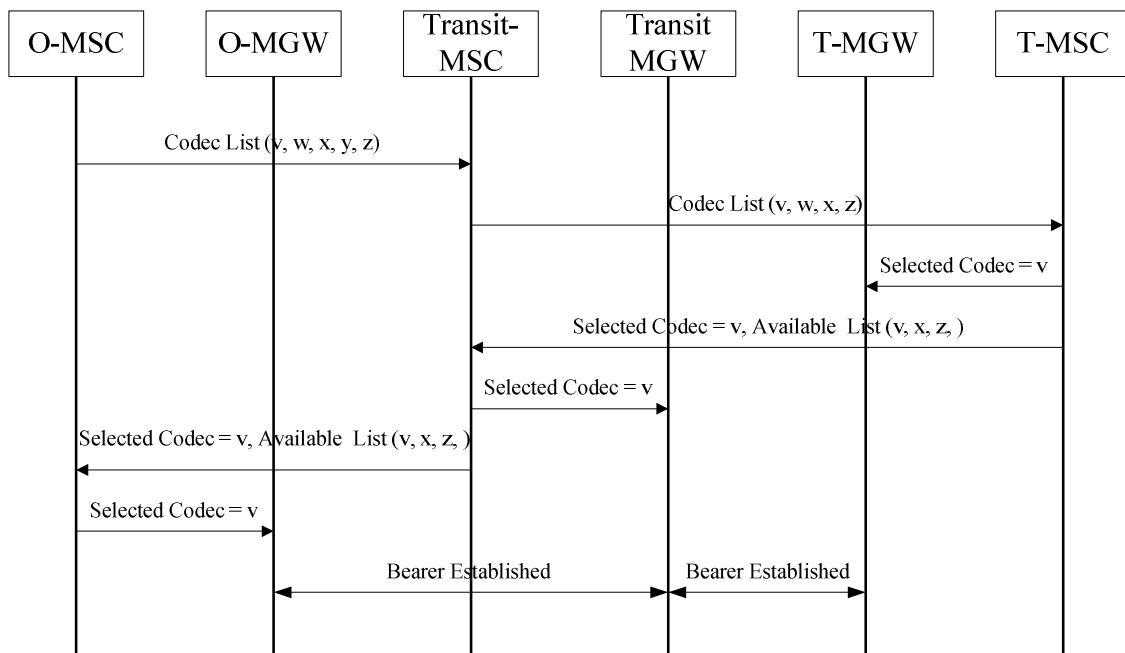 O-MSC
O-MGW
Transit-
MSC
Transit
MGW
T-MGW
T-MSC
Codec List (v, w, x, y, z)
Codec List (v, w, x, z)
Selected Codec = v
Selected Codec = v, Available List (v, x, z, )
Selected Codec = v
Selected Codec = v, Available List (v, x, z, )
Selected Codec = v
Bearer Established
Bearer Established